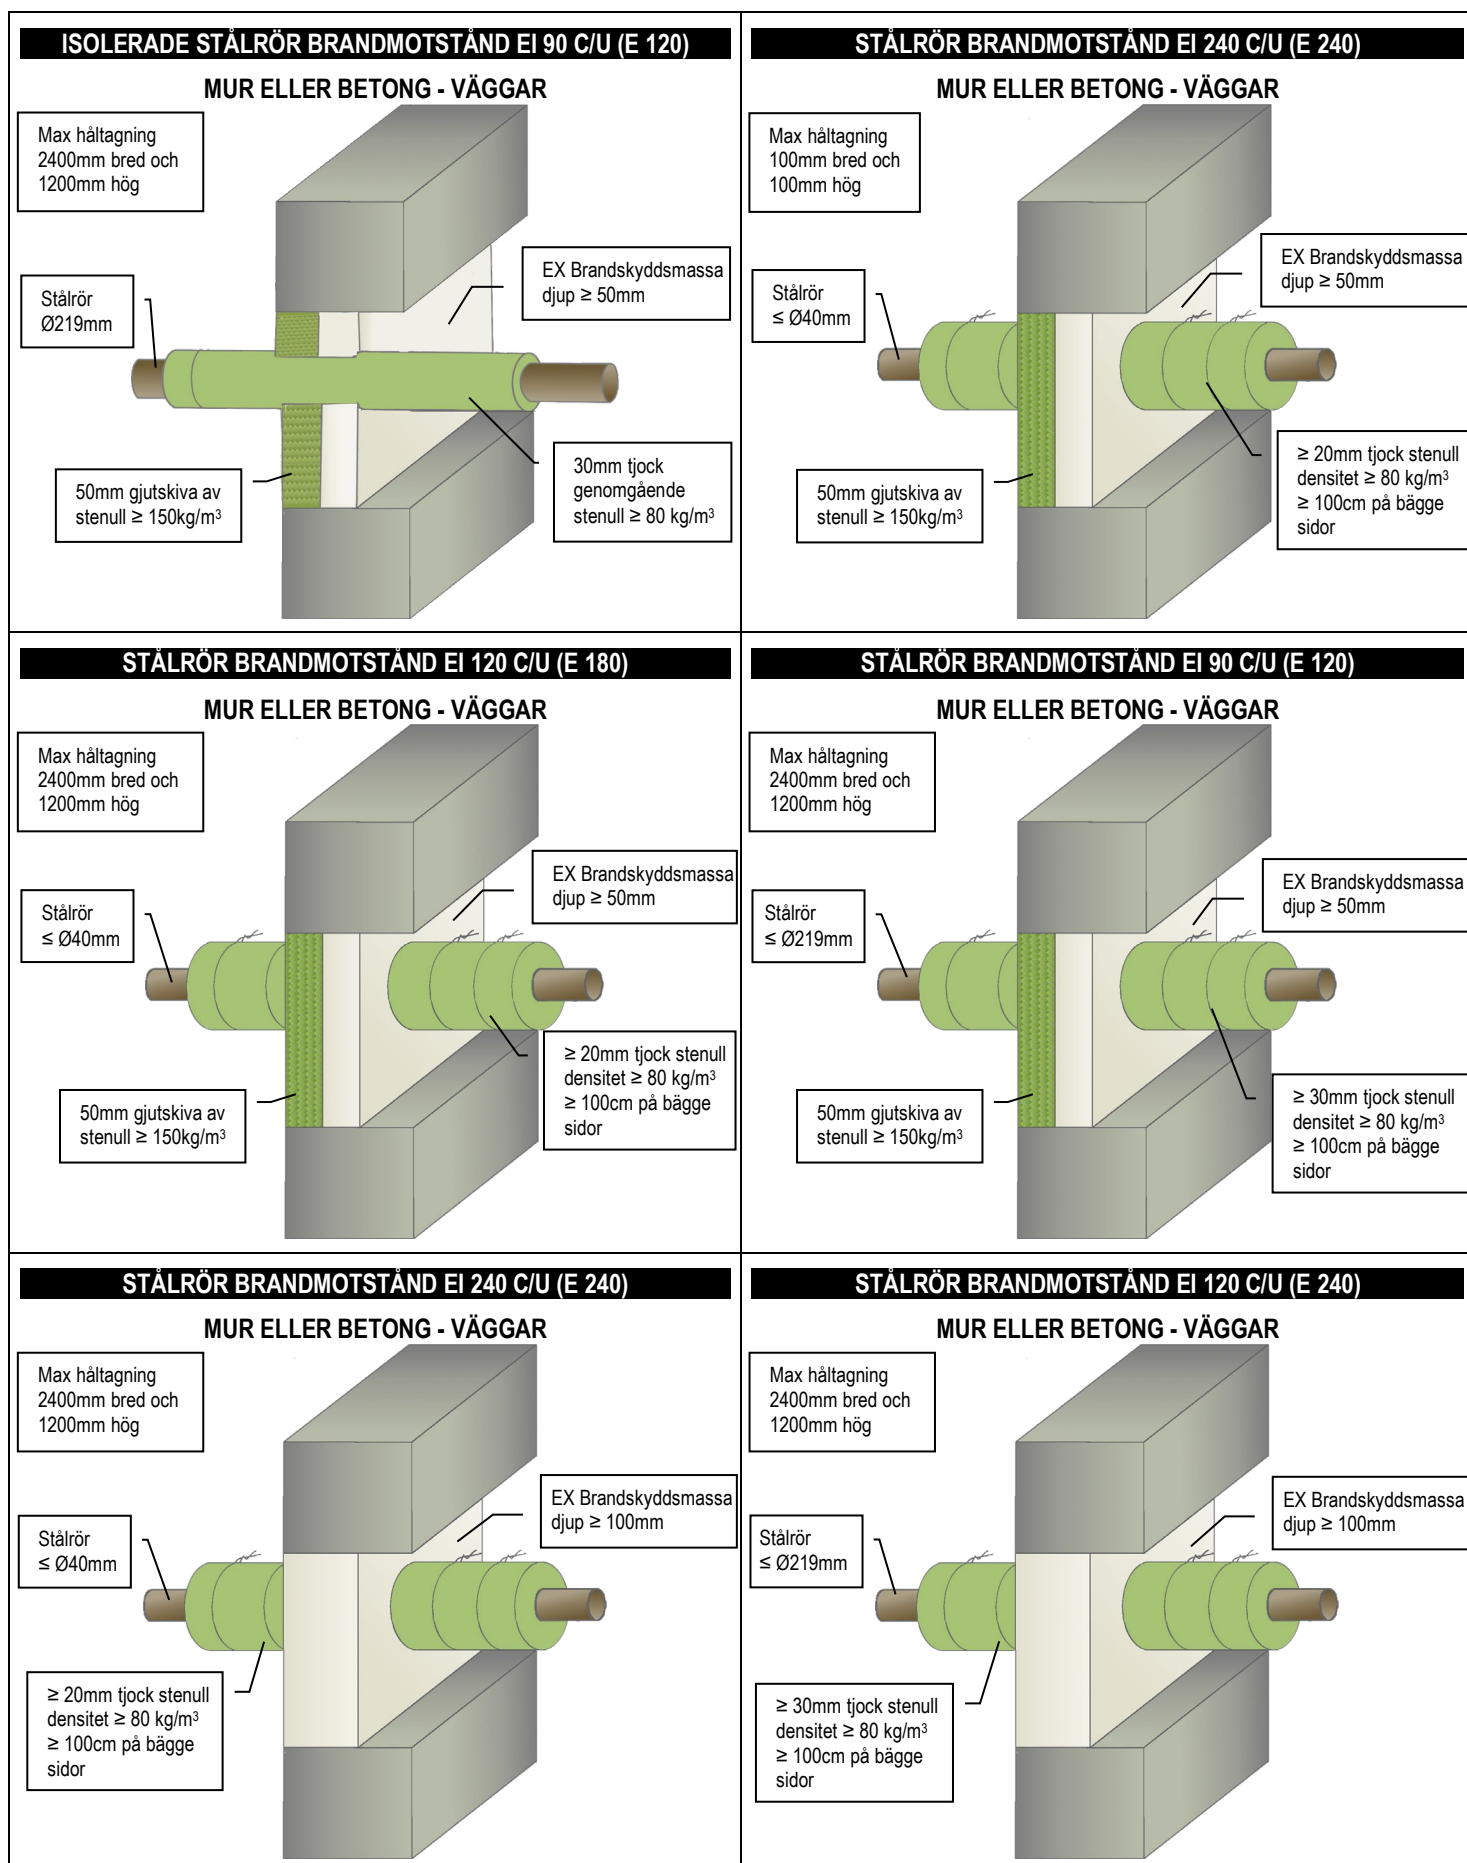 ISOLERADE STÅLRÖR BRANDMOTSTÅND EI 90 C/U (E 120)
MUR ELLER BETONG - VÄGGAR
Max håltagning
2400mm bred och
1200mm hög
EX Brandskyddsmassa
djup ≥ 50mm
Stålrör
Ø219mm
50mm gjutskiva av
stenull ≥ 150kg/m³
30mm tjock
genomgående
stenull ≥ 80 kg/m³
STÅLRÖR BRANDMOTSTÅND EI 240 C/U (E 240)
MUR ELLER BETONG - VÄGGAR
Max håltagning
100mm bred och
100mm hög
EX Brandskyddsmassa
djup ≥ 50mm
Stålrör
≤ Ø40mm
50mm gjutskiva av
stenull ≥ 150kg/m³
≥ 20mm tjock stenull
densitet ≥ 80 kg/m³
≥ 100cm på bägge
sidor
STÅLRÖR BRANDMOTSTÅND EI 120 C/U (E 180)
MUR ELLER BETONG - VÄGGAR
Max håltagning
2400mm bred och
1200mm hög
EX Brandskyddsmassa
djup ≥ 50mm
Stålrör
≤ Ø40mm
50mm gjutskiva av
stenull ≥ 150kg/m³
≥ 20mm tjock stenull
densitet ≥ 80 kg/m³
≥ 100cm på bägge
sidor
STÅLRÖR BRANDMOTSTÅND EI 90 C/U (E 120)
MUR ELLER BETONG - VÄGGAR
Max håltagning
2400mm bred och
1200mm hög
EX Brandskyddsmassa
djup ≥ 50mm
Stålrör
≤ Ø219mm
50mm gjutskiva av
stenull ≥ 150kg/m³
≥ 30mm tjock stenull
densitet ≥ 80 kg/m³
≥ 100cm på bägge
sidor
STÅLRÖR BRANDMOTSTÅND EI 240 C/U (E 240)
MUR ELLER BETONG - VÄGGAR
Max håltagning
2400mm bred och
1200mm hög
EX Brandskyddsmassa
djup ≥ 100mm
Stålrör
≤ Ø40mm
≥ 20mm tjock stenull
densitet ≥ 80 kg/m³
≥ 100cm på bägge
sidor
STÅLRÖR BRANDMOTSTÅND EI 120 C/U (E 240)
MUR ELLER BETONG - VÄGGAR
Max håltagning
2400mm bred och
1200mm hög
EX Brandskyddsmassa
djup ≥ 100mm
Stålrör
≤ Ø219mm
≥ 30mm tjock stenull
densitet ≥ 80 kg/m³
≥ 100cm på bägge
sidor